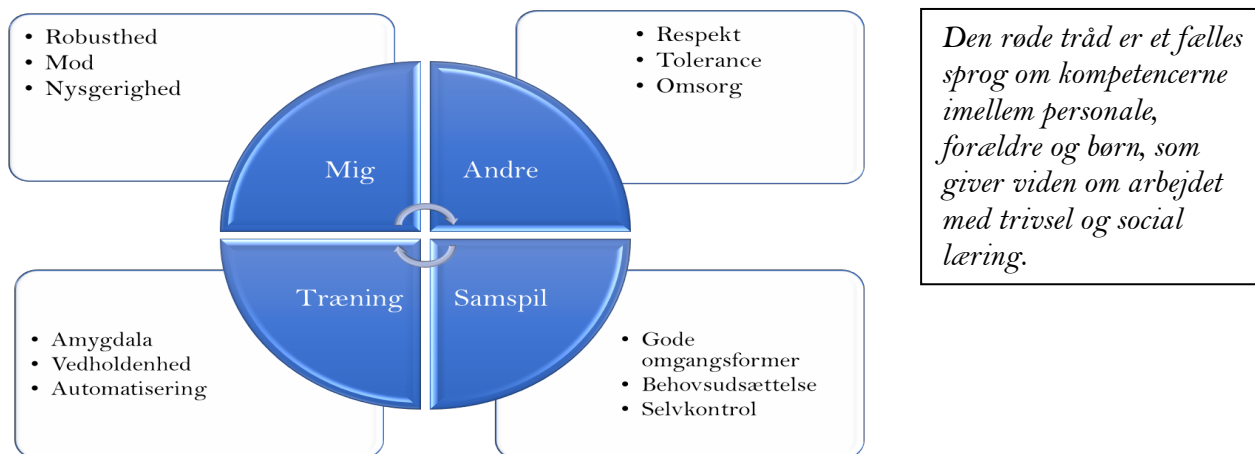 • Robusthed
• Mod
• Nysgerighed
• Respekt
• Tolerance
• Omsorg
Mig
Andre
Træning
Samspil
• Amygdala
• Vedholdenhed
• Automatisering
• Gode
omgangsformer
• Behovsudsættelse
• Selvkontrol
Den røde tråd er et fælles
sprog om kompetencerne
imellem personale,
forældre og børn, som
giver viden om arbejdet
med trivsel og social
læring.